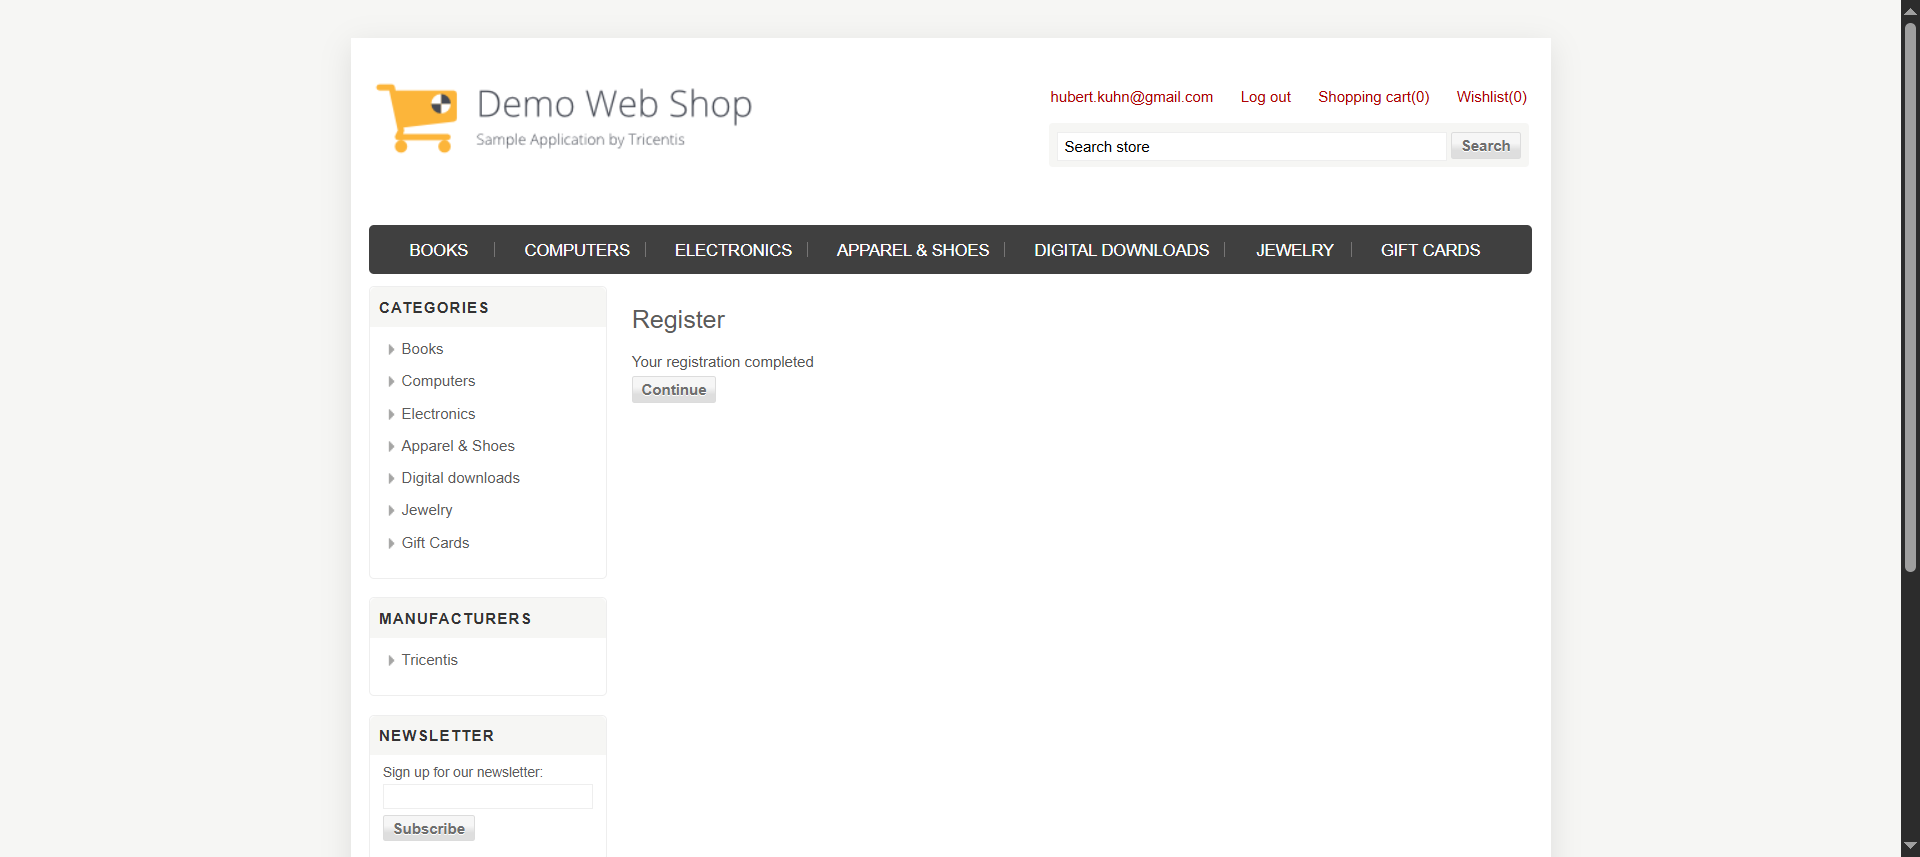 Demo Web Shop
Sample Application by Tricentis
hubert.kuhn@gmail.com Log out Shopping cart(0) Wishlist(0)
Search store Search
BOOKS COMPUTERS ELECTRONICS APPAREL & SHOES DIGITAL DOWNLOADS JEWELRY GIFT CARDS
CATEGORIES
Books
Computers
Electronics
Apparel & Shoes
Digital downloads
Jewelry
Gift Cards
MANUFACTURERS
Tricentis
NEWSLETTER
Sign up for our newsletter:
Subscribe
Register
Your registration completed
Continue